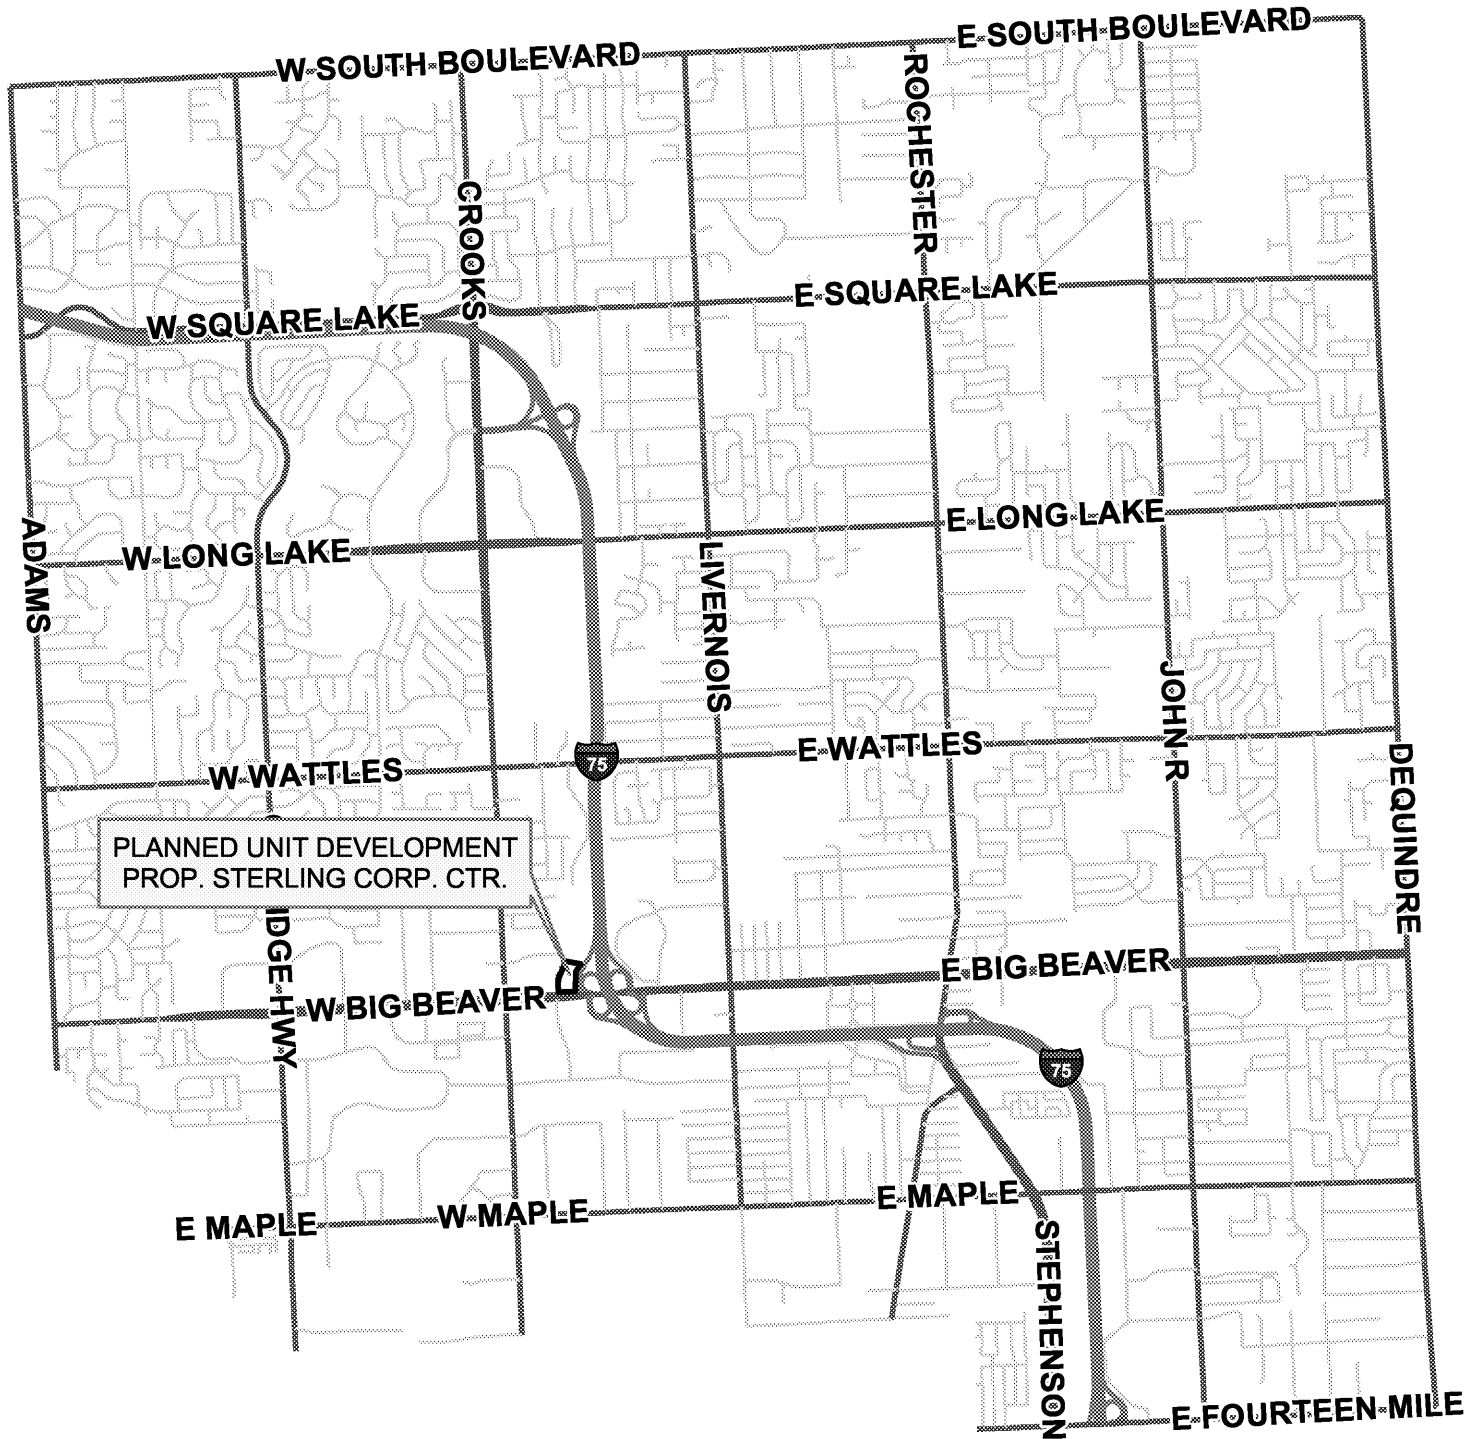 E SOUTH BOULEVARD
W SOUTH BOULEVARD
ROCHESTER
CROOKS
E SQUARE LAKE
W SQUARE LAKE
E LONG LAKE
W LONG LAKE
ADAMS
LIVERNOIS
JOHN R
E WATTLES
75
W WATTLES
DEQUINDRE
PLANNED UNIT DEVELOPMENT
PROP. STERLING CORP. CTR.
IDGE HWY
E BIG BEAVER
W BIG BEAVER
75
E MAPLE
W MAPLE
E MAPLE
STEPHENSON
E FOURTEEN MILE